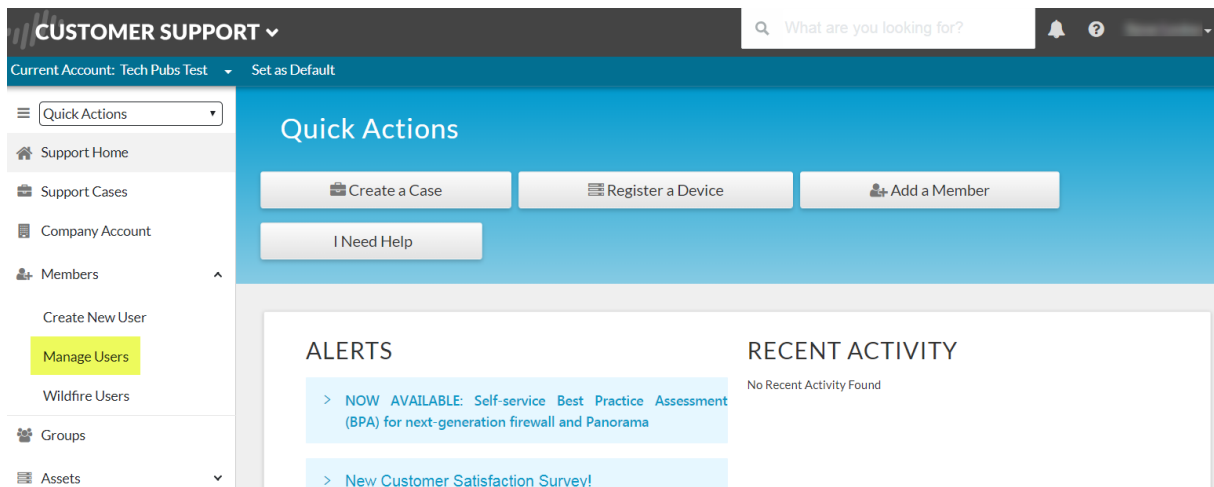 CUSTOMER SUPPORT
What are you looking for?
Current Account: Tech Pubs Test
Set as Default
Quick Actions
Support Home
Support Cases
Company Account
Members
Create New User
Manage Users
Wildfire Users
Groups
Assets
Quick Actions
Create a Case
Register a Device
Add a Member
I Need Help
ALERTS
NOW AVAILABLE: Self-service Best Practice Assessment
(BPA) for next-generation firewall and Panorama
New Customer Satisfaction Survey!
RECENT ACTIVITY
No Recent Activity Found